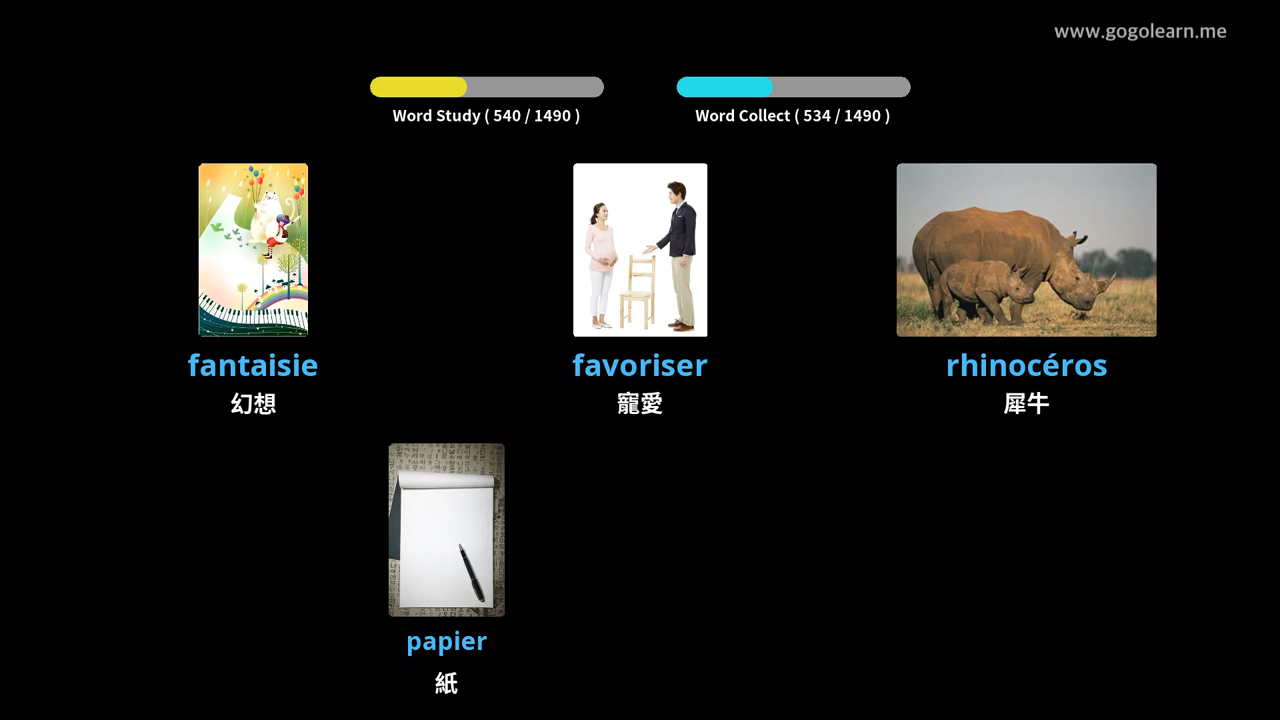 www.gogolearn.me
Word Study ( 540 / 1490 )
Word Collect ( 534 / 1490 )
fantaisie
幻想
favoriser
寵愛
rhinocéros
犀牛
papier
紙